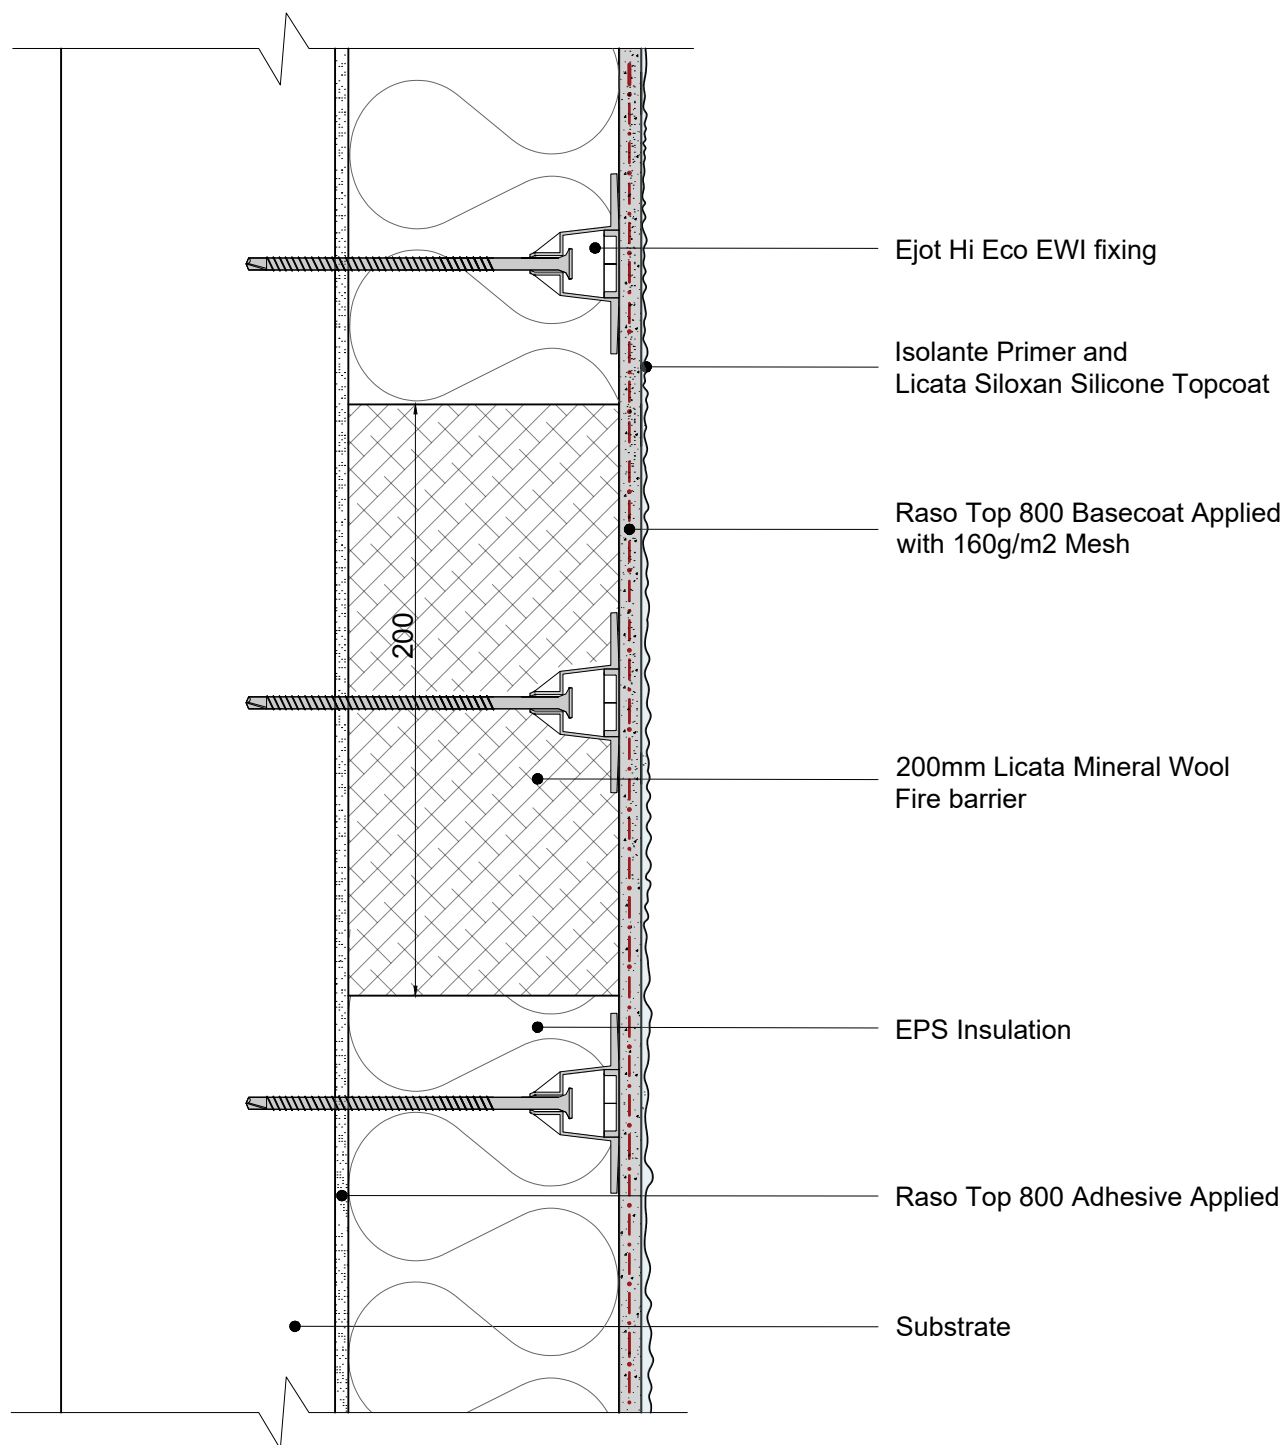 Ejot Hi Eco EWI fixing
Isolante Primer and
Licata Siloxan Silicone Topcoat
Raso Top 800 Basecoat Applied
with 160g/m2 Mesh
200
200mm Licata Mineral Wool
Fire barrier
EPS Insulation
Raso Top 800 Adhesive Applied
Substrate